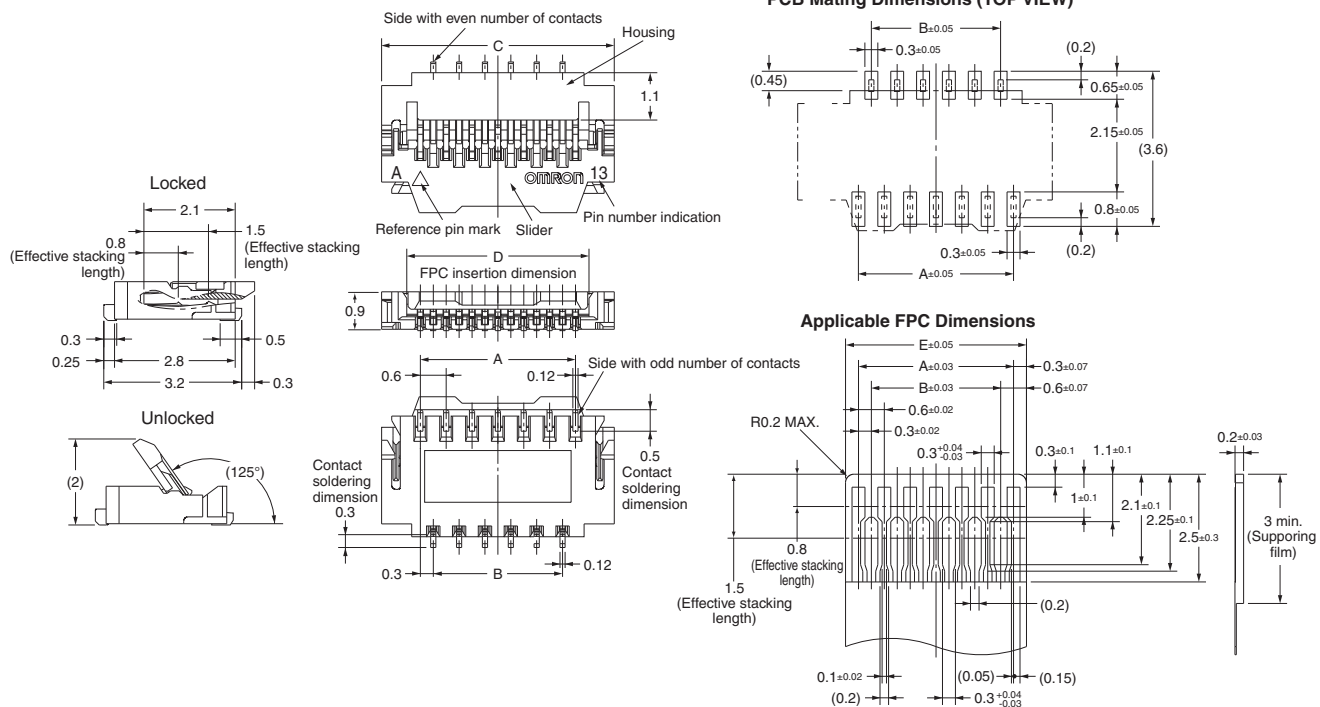 PCB Mating Dimensions (TOP VIEW)
Side with even number of contacts
C
Housing
1.1
A
OMRON
13
Reference pin mark
Slider
Pin number indication
B±0.05
0.3±0.05
(0.2)
(0.45)
0.65±0.05
2.15±0.05
(3.6)
0.8±0.05
0.3±0.05
(0.2)
A±0.05
Locked
2.1
1.5
(Effective stacking
length)
0.8
(Effective stacking
length)
0.3
0.5
0.25
2.8
3.2
0.3
D
FPC insertion dimension
0.9
A
Side with odd number of contacts
0.6
0.12
Contact
soldering
dimension
0.3
0.5
Contact
soldering
dimension
0.3
B
0.12
Unlocked
(2)
(125°)
Applicable FPC Dimensions
E±0.05
A±0.03
0.3±0.07
B±0.03
0.6±0.07
0.6±0.02
R0.2 MAX.
0.3±0.02
0.3+0.04
-0.03
0.3±0.1
1.1±0.1
0.2±0.03
1±0.1
2.1±0.1
2.25±0.1
2.5±0.3
3 min.
(Supporing
film)
0.8
(Effective stacking
length)
1.5
(Effective stacking
length)
(0.2)
0.1±0.02
(0.05)
(0.15)
(0.2)
0.3+0.04
-0.03